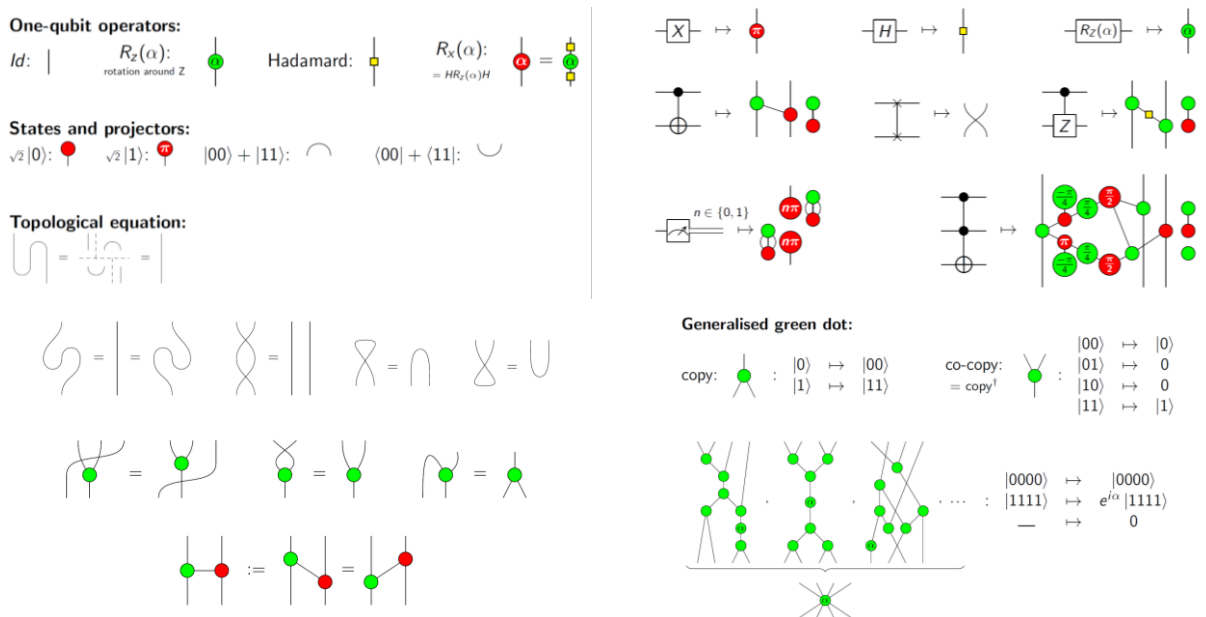 One-qubit operators:
Id: R_z(α): Hadamard: R_x(α):
rotation around Z
= HR_z(α)H
α
α = α
States and projectors:
√2 |0⟩: √2 |1⟩: π |00⟩ + |11⟩: ⟨00| + ⟨11|:
Topological equation:
= =
= =
=
=
=
=
=
=
:= =
X ↦ π
H ↦
R_Z(α) ↦ α
↦
↦
Z ↦
n ∈ {0, 1}
↦ nπ nπ
↦ -π/4 π/4 π/2 π -π/4 π/4 π/2
Generalised green dot:
copy: : |0⟩ ↦ |00⟩
|1⟩ ↦ |11⟩
co-copy:
= copy†
:
|00⟩ ↦ |0⟩
|01⟩ ↦ 0
|10⟩ ↦ 0
|11⟩ ↦ |1⟩
α , α , α , ⋯ :
|0000⟩ ↦ |0000⟩
|1111⟩ ↦ e^{iα} |1111⟩
— ↦ 0
α